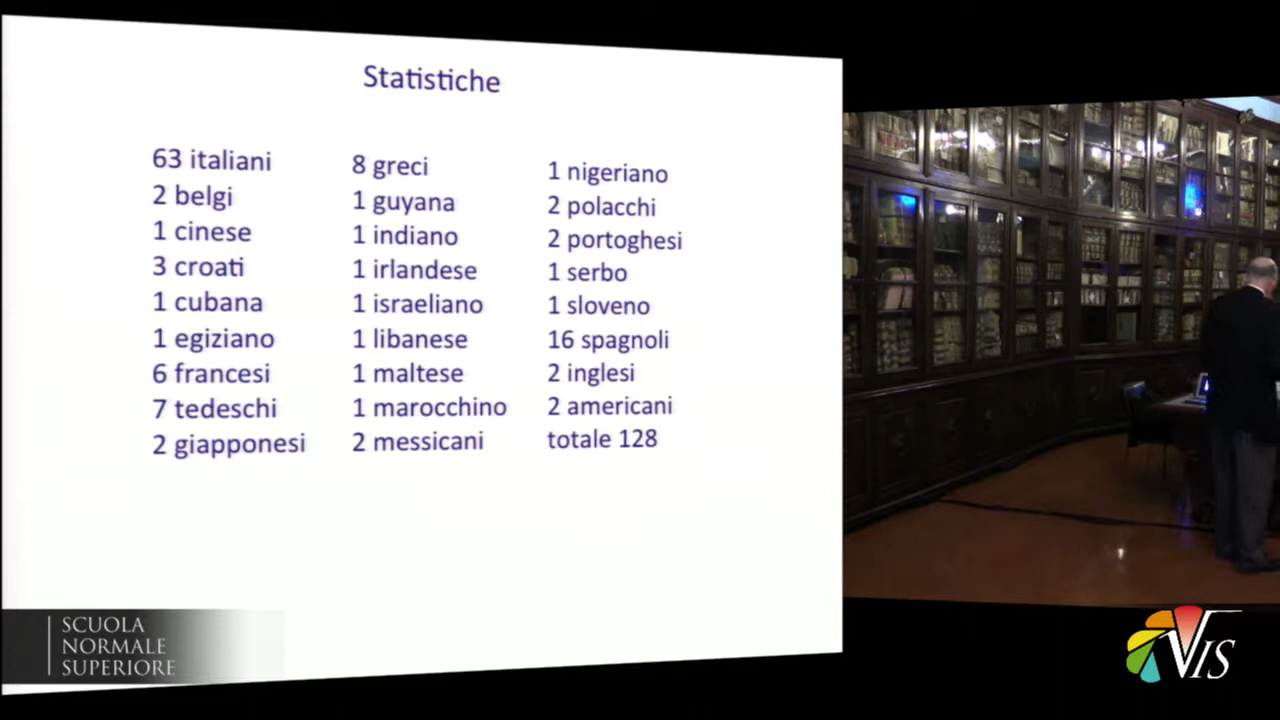 Statistiche
63 italiani
2 belgi
1 cinese
3 croati
1 cubana
1 egiziano
6 francesi
7 tedeschi
2 giapponesi
8 greci
1 guyana
1 indiano
1 irlandese
1 israeliano
1 libanese
1 maltese
1 marocchino
2 messicani
1 nigeriano
2 polacchi
2 portoghesi
1 serbo
1 sloveno
16 spagnoli
2 inglesi
2 americani
totale 128
SCUOLA
NORMALE
SUPERIORE
VIS